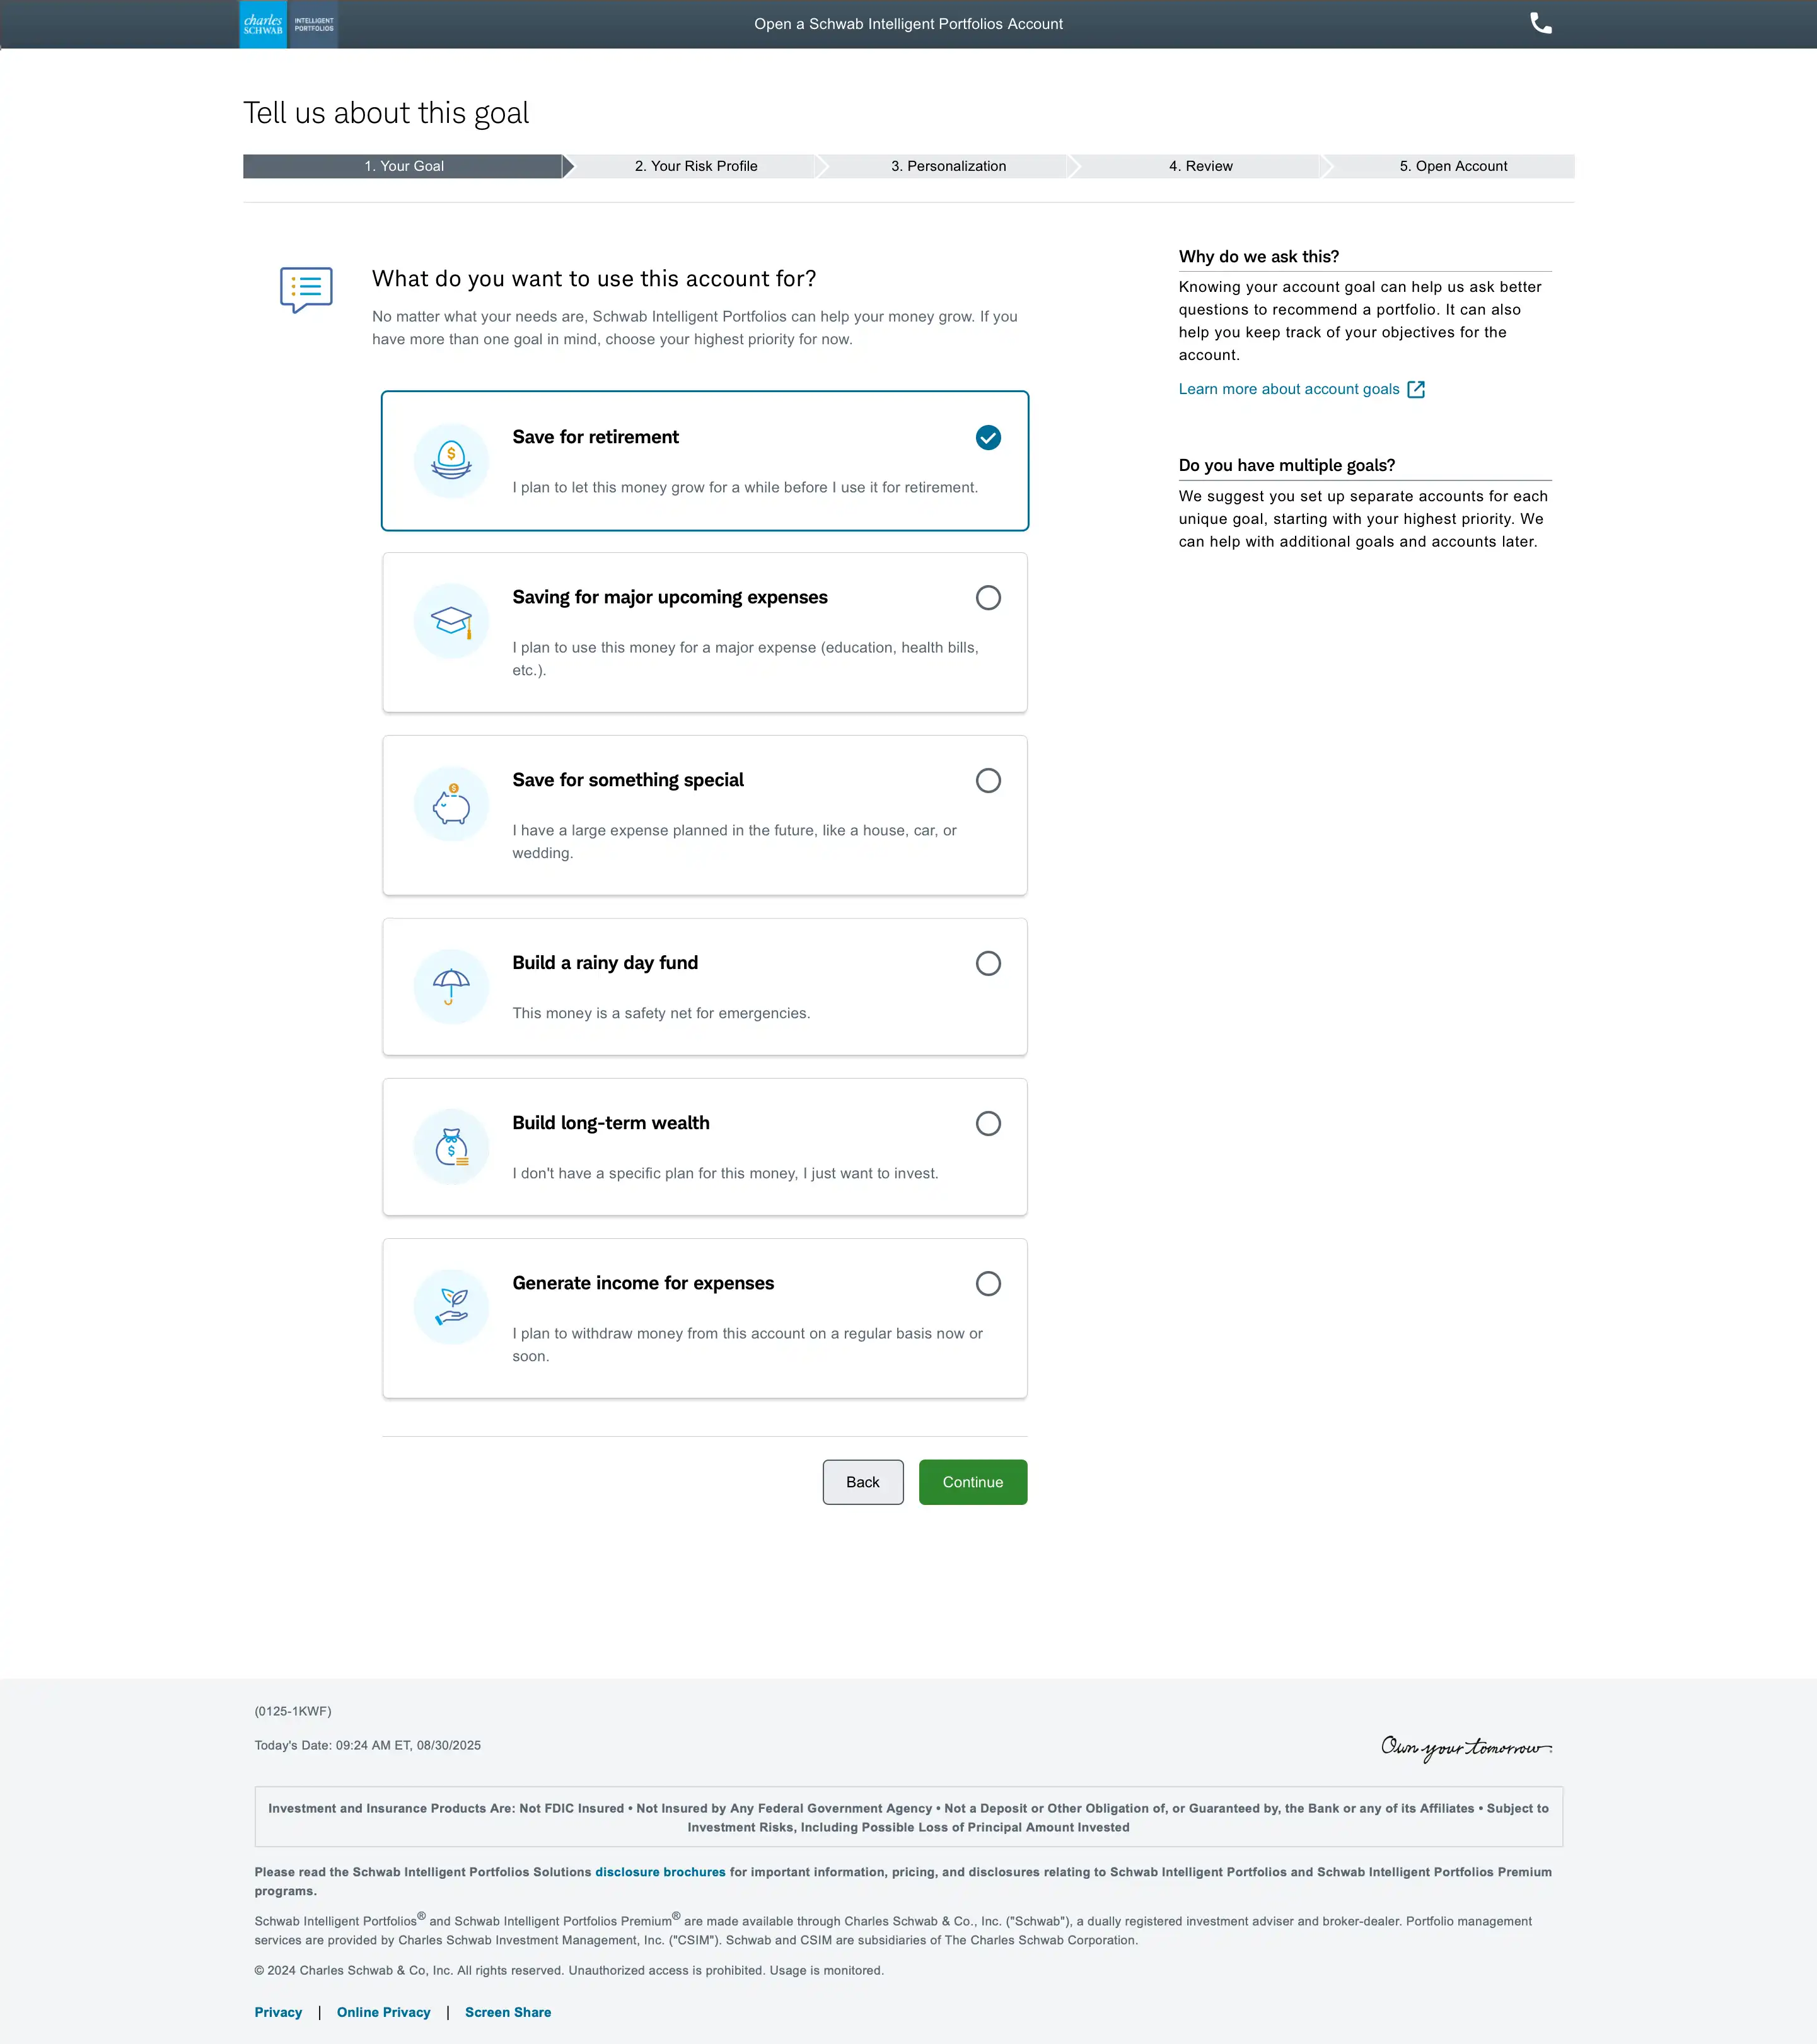 charles
SCHWAB
INTELLIGENT
PORTFOLIOS
Open a Schwab Intelligent Portfolios Account
Tell us about this goal
1. Your Goal
2. Your Risk Profile
3. Personalization
4. Review
5. Open Account
What do you want to use this account for?
No matter what your needs are, Schwab Intelligent Portfolios can help your money grow. If you
have more than one goal in mind, choose your highest priority for now.
$
Save for retirement
I plan to let this money grow for a while before I use it for retirement.
Saving for major upcoming expenses
I plan to use this money for a major expense (education, health bills,
etc.).
$
Save for something special
I have a large expense planned in the future, like a house, car, or
wedding.
Build a rainy day fund
This money is a safety net for emergencies.
$
Build long-term wealth
I don't have a specific plan for this money, I just want to invest.
Generate income for expenses
I plan to withdraw money from this account on a regular basis now or
soon.
Back
Continue
Why do we ask this?
Knowing your account goal can help us ask better
questions to recommend a portfolio. It can also
help you keep track of your objectives for the
account.
Learn more about account goals
Do you have multiple goals?
We suggest you set up separate accounts for each
unique goal, starting with your highest priority. We
can help with additional goals and accounts later.
(0125-1KWF)
Today's Date: 09:24 AM ET, 08/30/2025
Own your tomorrow.
Investment and Insurance Products Are: Not FDIC Insured • Not Insured by Any Federal Government Agency • Not a Deposit or Other Obligation of, or Guaranteed by, the Bank or any of its Affiliates • Subject to
Investment Risks, Including Possible Loss of Principal Amount Invested
Please read the Schwab Intelligent Portfolios Solutions disclosure brochures for important information, pricing, and disclosures relating to Schwab Intelligent Portfolios and Schwab Intelligent Portfolios Premium
programs.
Schwab Intelligent Portfolios® and Schwab Intelligent Portfolios Premium® are made available through Charles Schwab & Co., Inc. ("Schwab"), a dually registered investment adviser and broker-dealer. Portfolio management
services are provided by Charles Schwab Investment Management, Inc. ("CSIM"). Schwab and CSIM are subsidiaries of The Charles Schwab Corporation.
© 2024 Charles Schwab & Co, Inc. All rights reserved. Unauthorized access is prohibited. Usage is monitored.
Privacy | Online Privacy | Screen Share